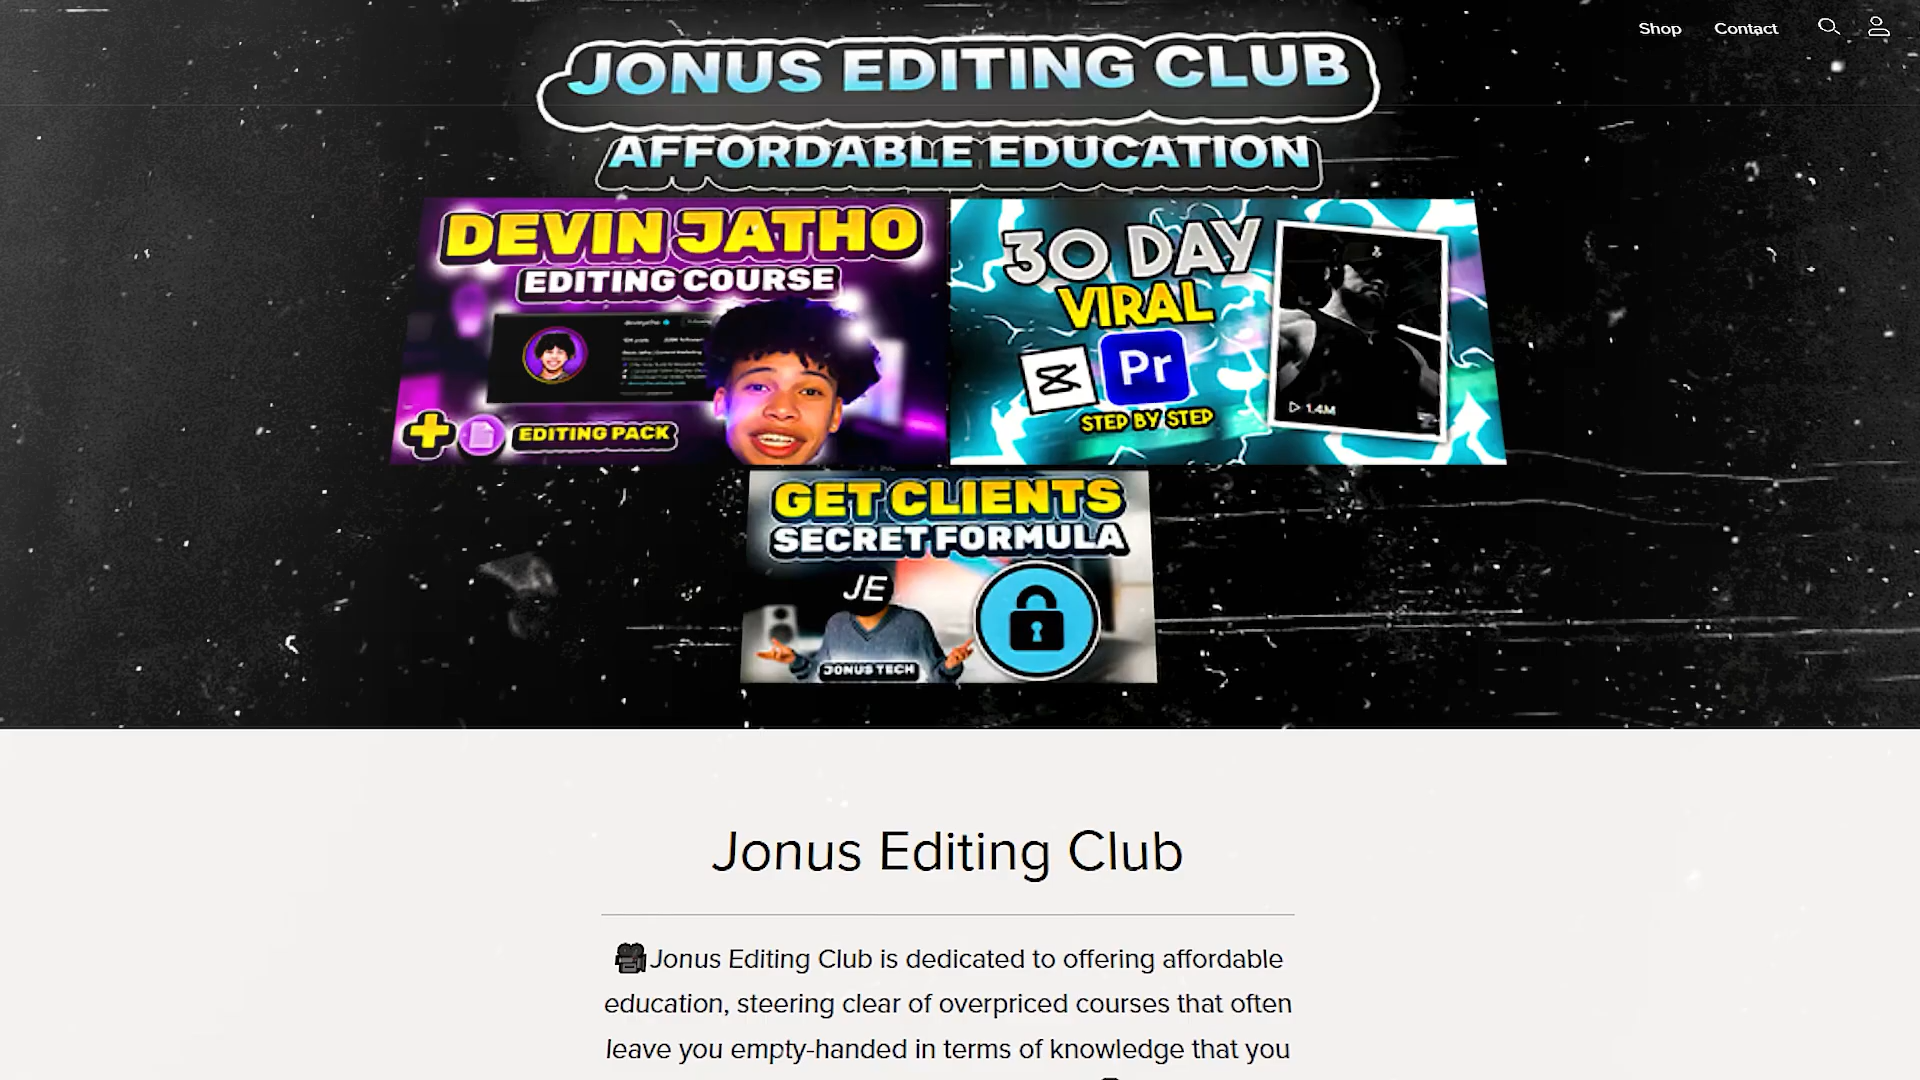 Shop Contact
JONUS EDITING CLUB
AFFORDABLE EDUCATION
DEVIN JATHO
EDITING COURSE
EDITING PACK
30 DAY
VIRAL
Pr
STEP BY STEP
1.4M
GET CLIENTS
SECRET FORMULA
JE
JONUS TECH
Jonus Editing Club
🎥Jonus Editing Club is dedicated to offering affordable
education, steering clear of overpriced courses that often
leave you empty-handed in terms of knowledge that you